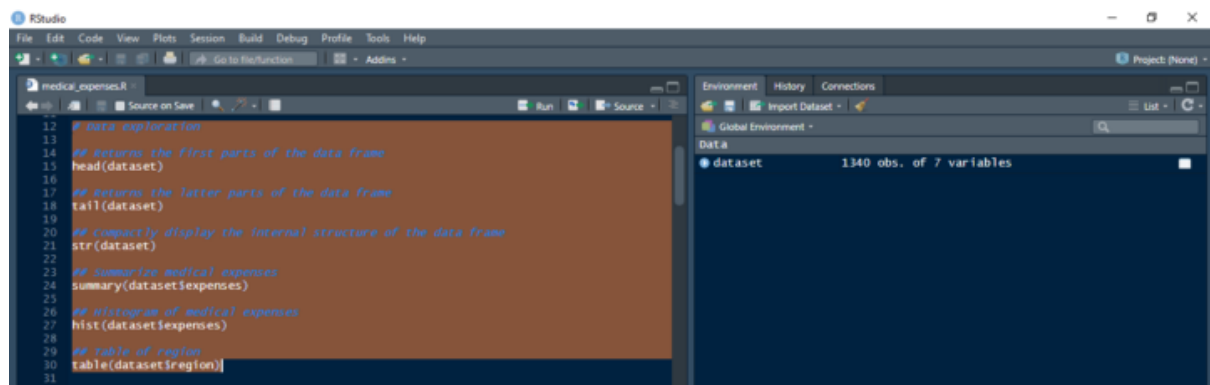 RStudio
File Edit Code View Plots Session Build Debug Profile Tools Help
Go to file/function Addins Project: (None)
medical_expenses.R
Source on Save Run Source
Environment History Connections
Import Dataset List
Global Environment
Data
dataset 1340 obs. of 7 variables
12 # Data exploration
13
14 ## Returns the first parts of the data frame
15 head(dataset)
16
17 ## Returns the latter parts of the data frame
18 tail(dataset)
19
20 ## Compactly display the internal structure of the data frame
21 str(dataset)
22
23 ## Summarize medical expenses
24 summary(dataset$expenses)
25
26 ## Histogram of medical expenses
27 hist(dataset$expenses)
28
29 ## Table of region
30 table(dataset$region)
31